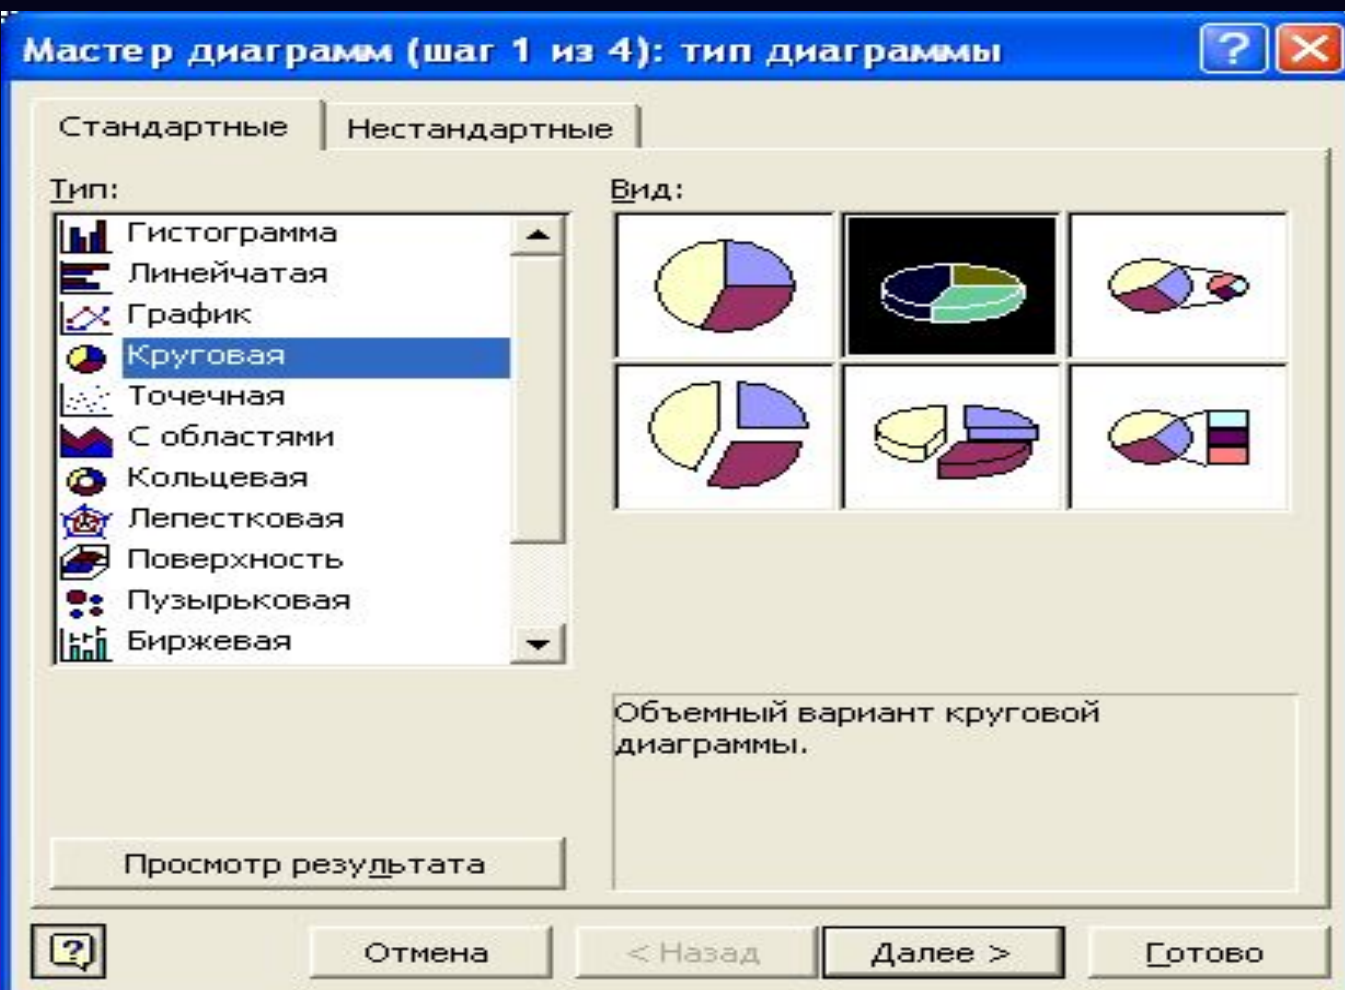 Мастер диаграмм (шаг 1 из 4): тип диаграммы
Стандартные
Нестандартные
Тип:
Вид:
Гистограмма
Линейчатая
График
Круговая
Точечная
С областями
Кольцевая
Лепестковая
Поверхность
Пузырьковая
Биржевая
Объемный вариант круговой
диаграммы.
Просмотр результата
Отмена
< Назад
Далее >
Готово